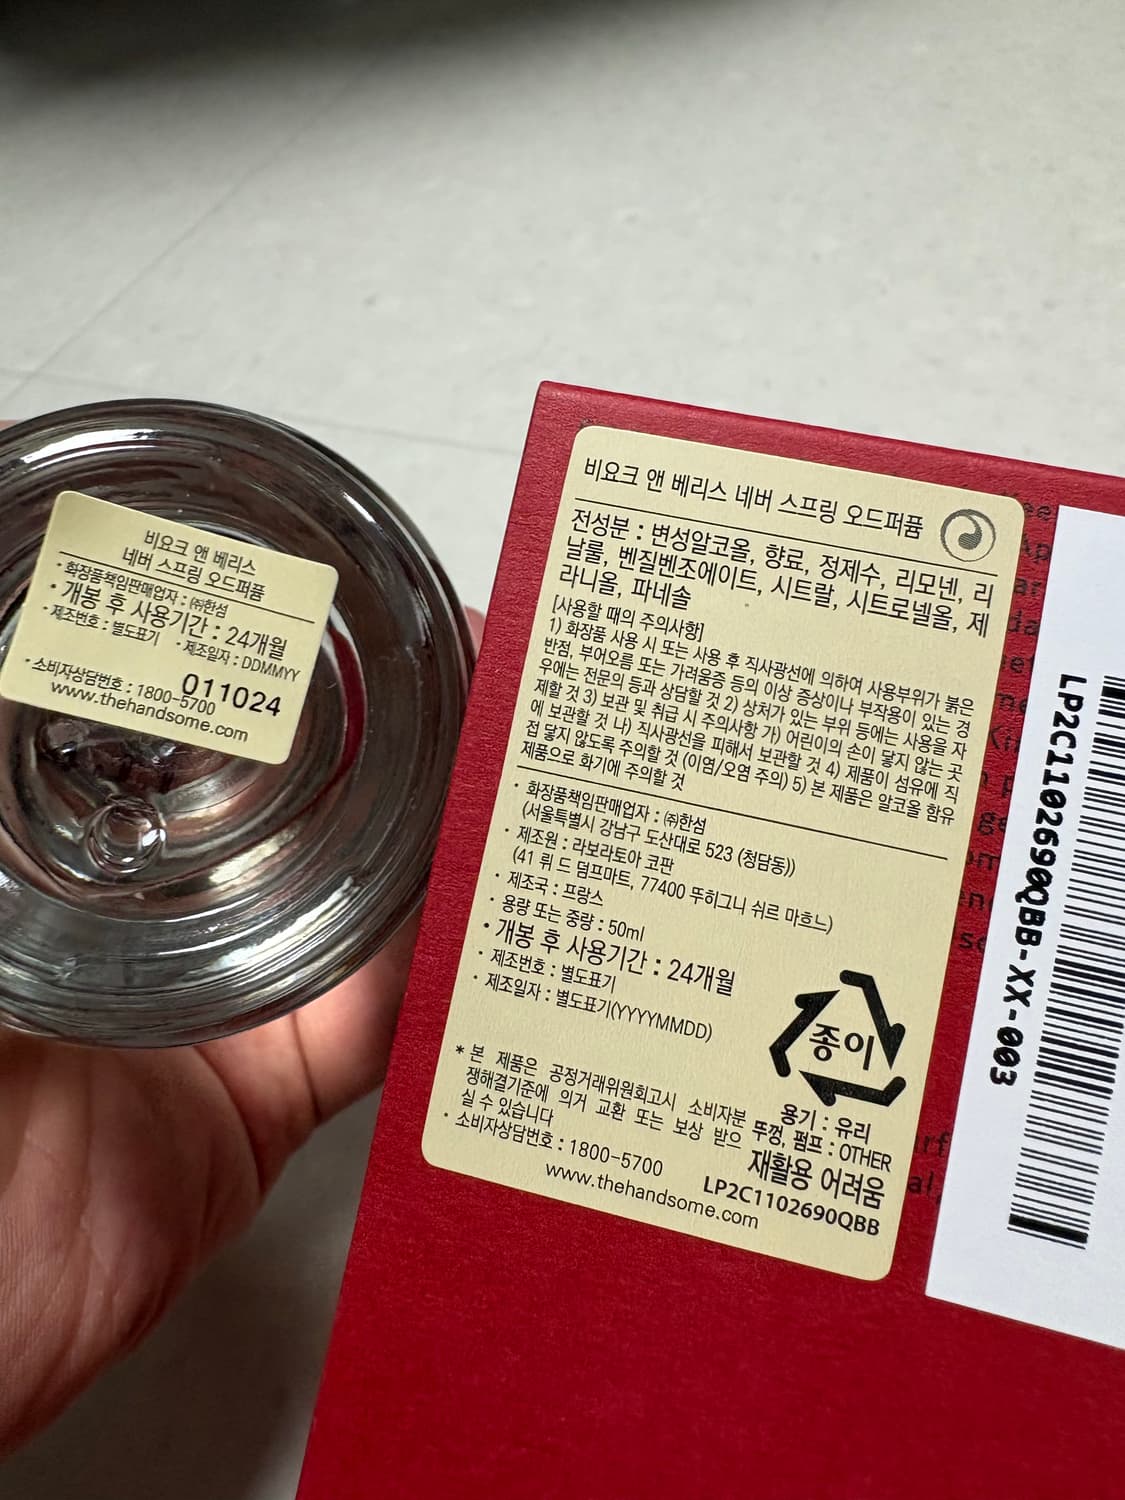 비요크 앤 베리스
네버 스프링 오드퍼퓸
· 화장품책임판매업자 : ㈜한섬
· 개봉 후 사용기간 : 24개월
· 제조번호 : 별도표기 · 제조일자 : DDMMYY
011024
· 소비자상담번호 : 1800-5700
www.thehandsome.com
비요크 앤 베리스 네버 스프링 오드퍼퓸
전성분 : 변성알코올, 향료, 정제수, 리모넨, 리
날룰, 벤질벤조에이트, 시트랄, 시트로넬올, 제
라니올, 파네솔
[사용할 때의 주의사항]
1) 화장품 사용 시 또는 사용 후 직사광선에 의하여 사용부위가 붉은
반점, 부어오름 또는 가려움증 등의 이상 증상이나 부작용이 있는 경
우에는 전문의 등과 상담할 것 2) 상처가 있는 부위 등에는 사용을 자
제할 것 3) 보관 및 취급 시 주의사항 가) 어린이의 손이 닿지 않는 곳
에 보관할 것 나) 직사광선을 피해서 보관할 것 4) 제품이 섬유에 직
접 닿지 않도록 주의할 것 (이염/오염 주의) 5) 본 제품은 알코올 함유
제품으로 화기에 주의할 것
· 화장품책임판매업자 : ㈜한섬
(서울특별시 강남구 도산대로 523 (청담동))
· 제조원 : 라보라토아 코판
(41 뤼 드 덤프마트, 77400 뚜히그니 쉬르 마흐느)
· 제조국 : 프랑스
· 용량 또는 중량 : 50ml
· 개봉 후 사용기간 : 24개월
· 제조번호 : 별도표기
· 제조일자 : 별도표기(YYYYMMDD)
* 본 제품은 공정거래위원회고시 소비자분
쟁해결기준에 의거 교환 또는 보상 받으
실 수 있습니다
· 소비자상담번호 : 1800-5700
www.thehandsome.com
종이
용기 : 유리
뚜껑, 펌프 : OTHER
재활용 어려움
LP2C1102690QBB
LP2C1102690QBB-XX-003